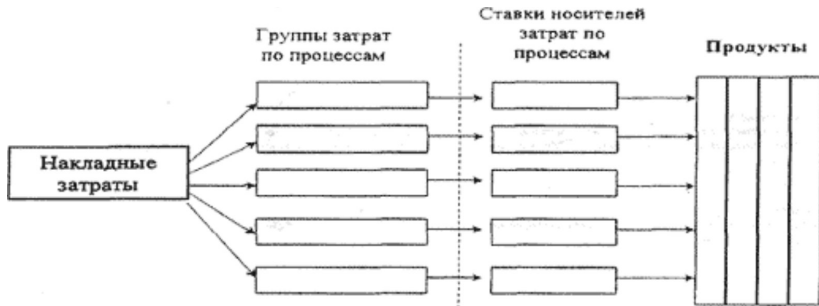 Группы затрат
по процессам
Ставки носителей
затрат по
процессам
Продукты
Накладные
затраты